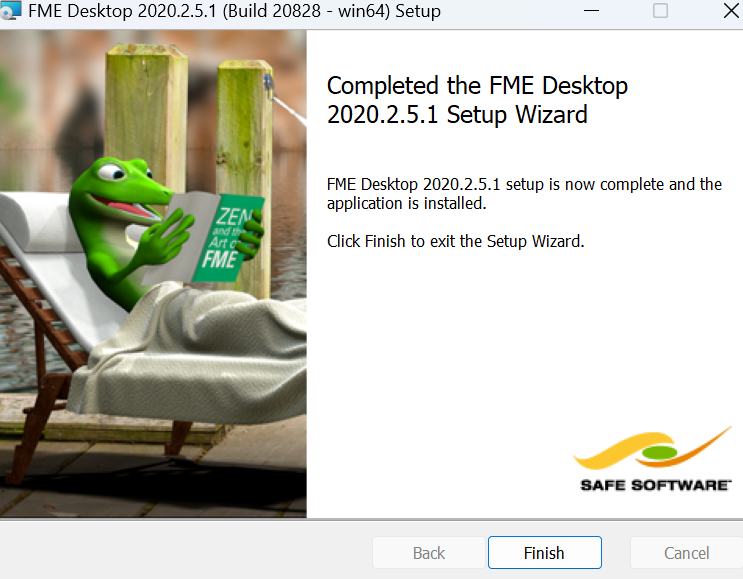 FME Desktop 2020.2.5.1 (Build 20828 - win64) Setup
ZEN
and the
Art of
FME
Completed the FME Desktop
2020.2.5.1 Setup Wizard
FME Desktop 2020.2.5.1 setup is now complete and the
application is installed.
Click Finish to exit the Setup Wizard.
SAFE SOFTWARE
Back
Finish
Cancel